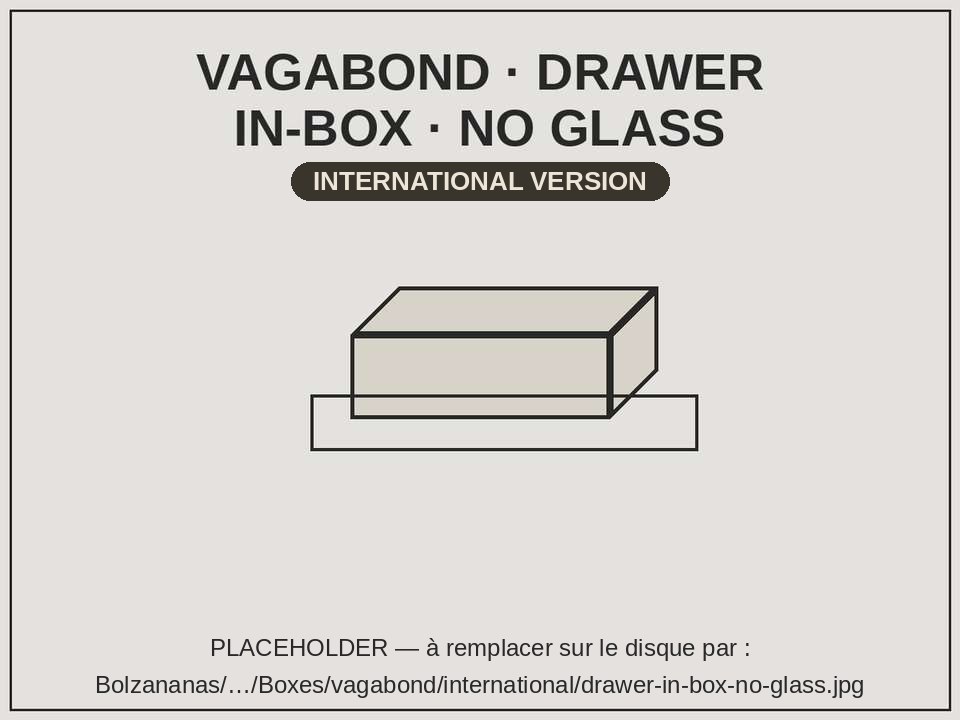 VAGABOND · DRAWER
IN-BOX · NO GLASS
INTERNATIONAL VERSION
PLACEHOLDER — à remplacer sur le disque par :
Bolzananas/…/Boxes/vagabond/international/drawer-in-box-no-glass.jpg